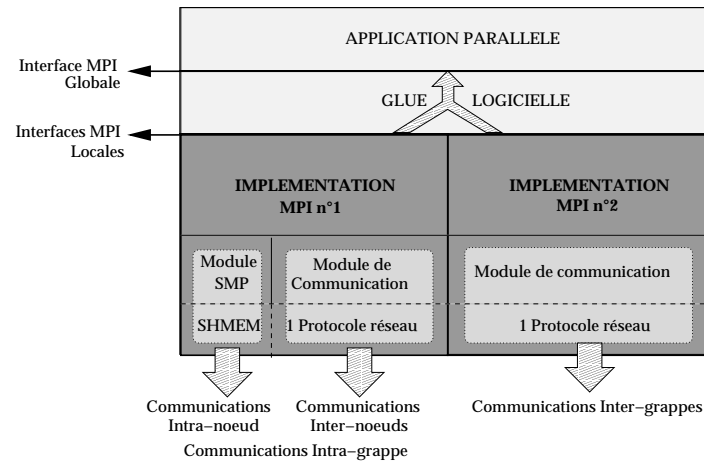 APPLICATION PARALLELE
Interface MPI
Globale
GLUE LOGICIELLE
Interfaces MPI
Locales
IMPLEMENTATION
MPI n°1
IMPLEMENTATION
MPI n°2
Module
SMP
Module de
Communication
Module de communication
SHMEM
1 Protocole réseau
1 Protocole réseau
Communications
Intra−noeud
Communications
Inter−noeuds
Communications Inter−grappes
Communications Intra−grappe